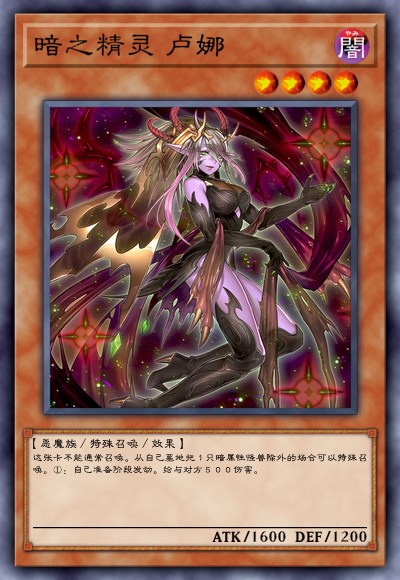 暗之精灵 卢娜
やみ
闇
【恶魔族／特殊召唤／效果】
这张卡不能通常召唤。从自己墓地把１只暗属性怪兽除外的场合可以特殊召
唤。①：自己准备阶段发动。给与对方５００伤害。
ATK/1600 DEF/1200